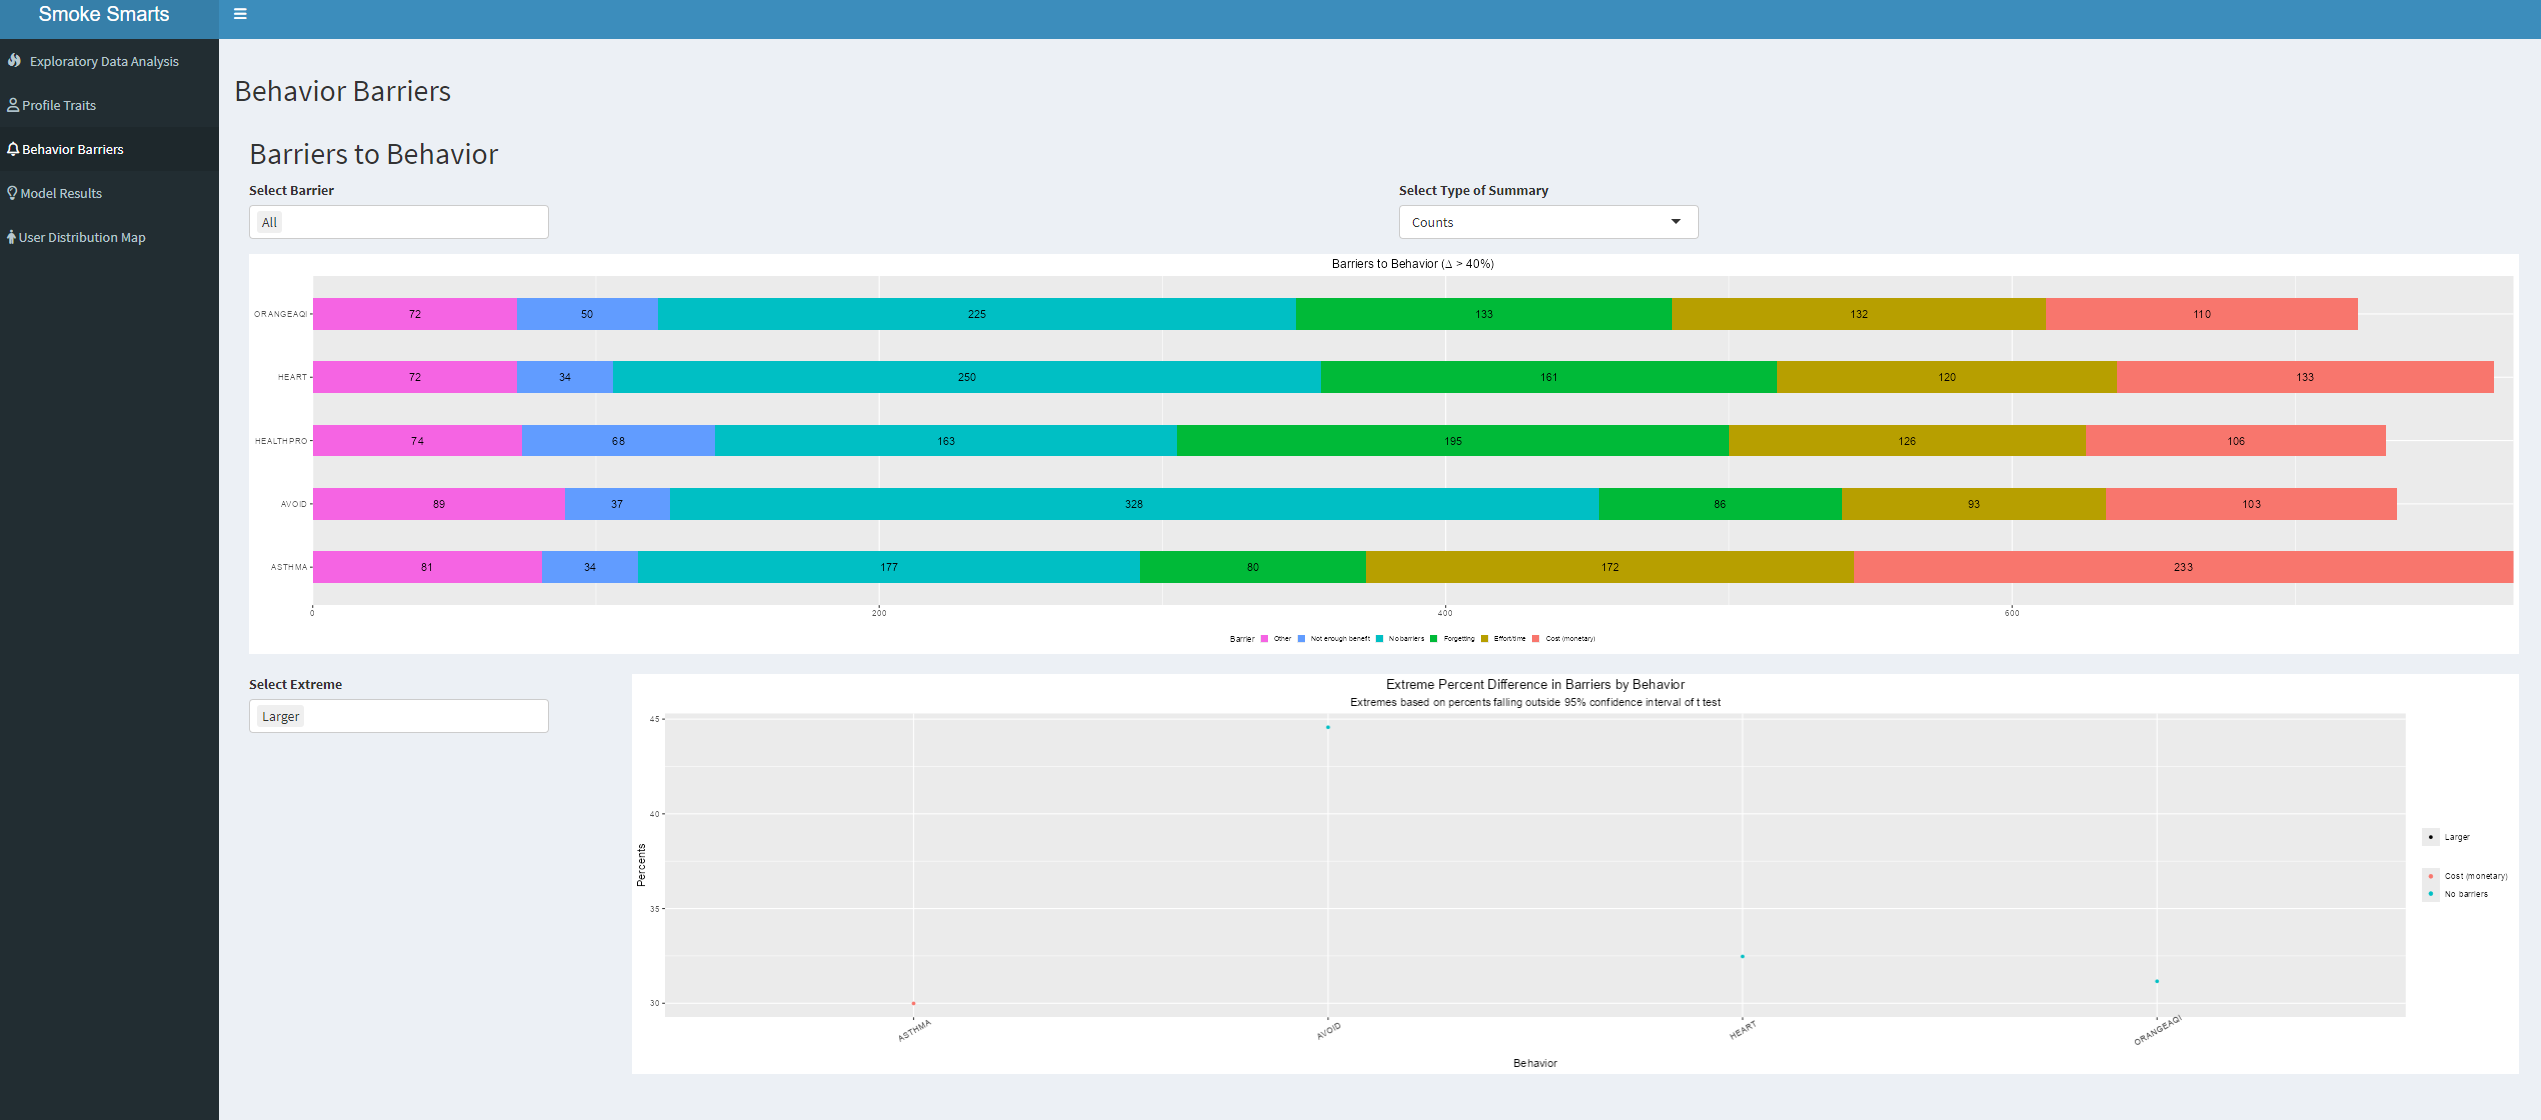 Smoke Smarts
Exploratory Data Analysis
Profile Traits
Behavior Barriers
Model Results
User Distribution Map
Behavior Barriers
Barriers to Behavior
Select Barrier
All
Select Type of Summary
Counts
Barriers to Behavior (Δ > 40%)
ORANGEAQI 72 50 225 133 132 110
HEART 72 34 250 161 120 133
HEALTHPRO 74 68 163 195 126 106
AVOID 89 37 328 86 93 103
ASTHMA 81 34 177 80 172 233
0 200 400 600
Barrier Other Not enough benefit No barriers Forgetting Effort/time Cost (monetary)
Select Extreme
Larger
Extreme Percent Difference in Barriers by Behavior
Extremes based on percents falling outside 95% confidence interval of t test
45
40
35
30
Percents
ASTHMA AVOID HEART ORANGEAQI
Behavior
Larger
Cost (monetary)
No barriers